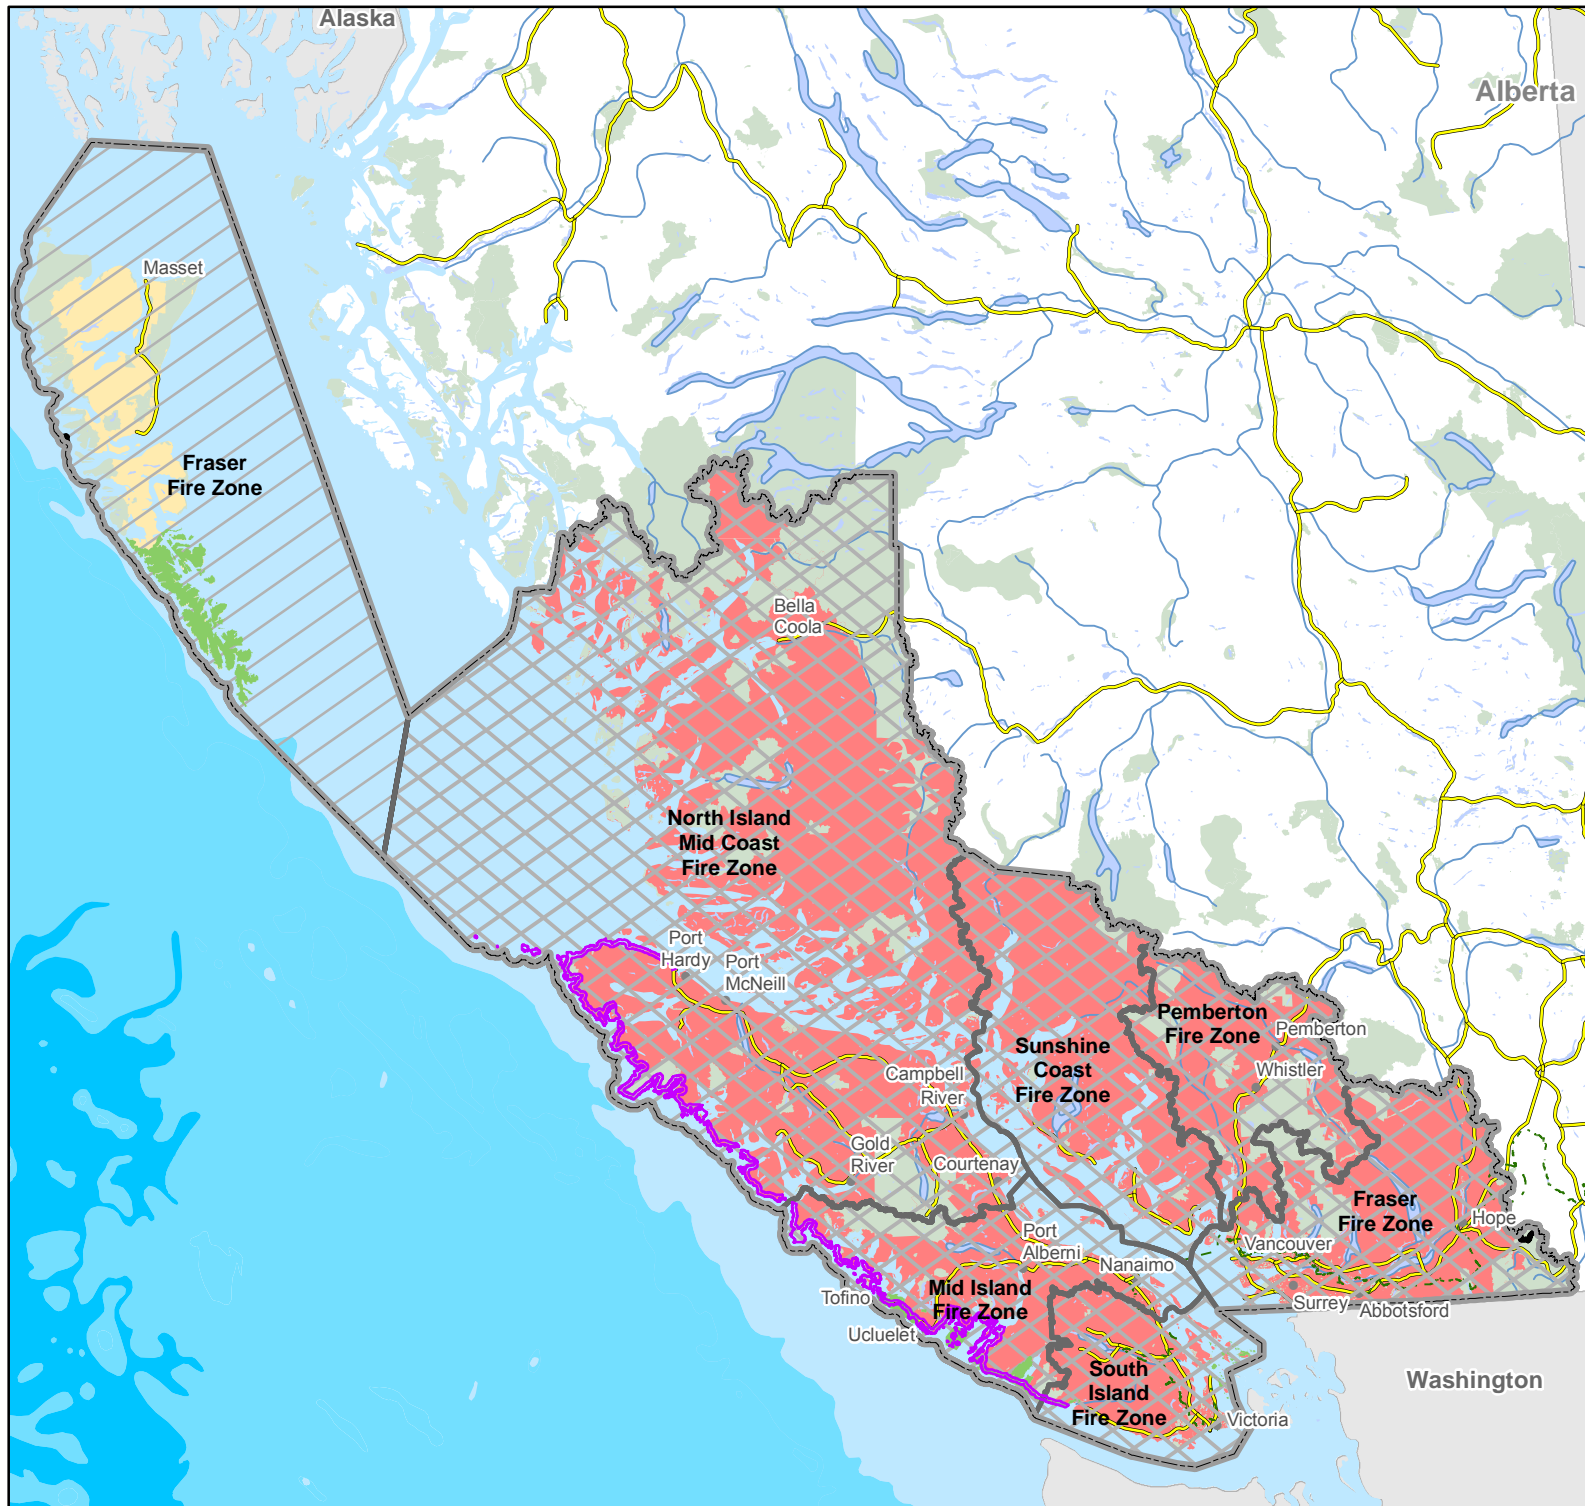 Alaska
Alberta
Masset
Fraser
Fire Zone
Bella
Coola
North Island
Mid Coast
Fire Zone
Port
Hardy
Port
McNeill
Pemberton
Fire Zone
Pemberton
Sunshine
Coast
Fire Zone
Whistler
Campbell
River
Gold
River
Courtenay
Fraser
Fire Zone
Hope
Port
Alberni
Vancouver
Nanaimo
Mid Island
Fire Zone
Tofino
Surrey
Abbotsford
Ucluelet
South
Island
Fire Zone
Washington
Victoria